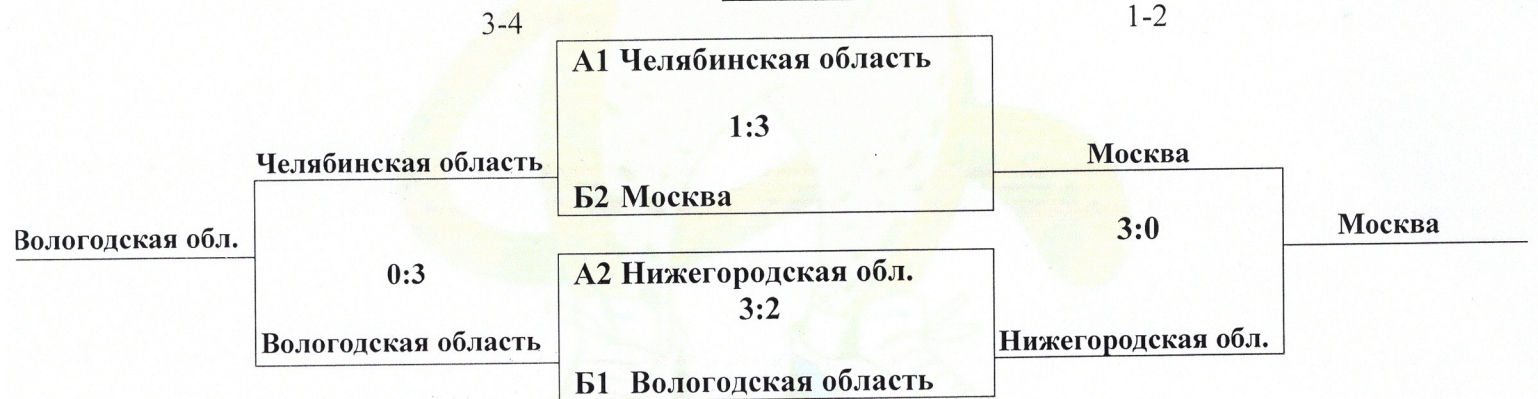 3-4
1-2
А1 Челябинская область
1:3
Челябинская область
Москва
Б2 Москва
Вологодская обл.
3:0
Москва
0:3
А2 Нижегородская обл.
3:2
Вологодская область
Нижегородская обл.
Б1 Вологодская область